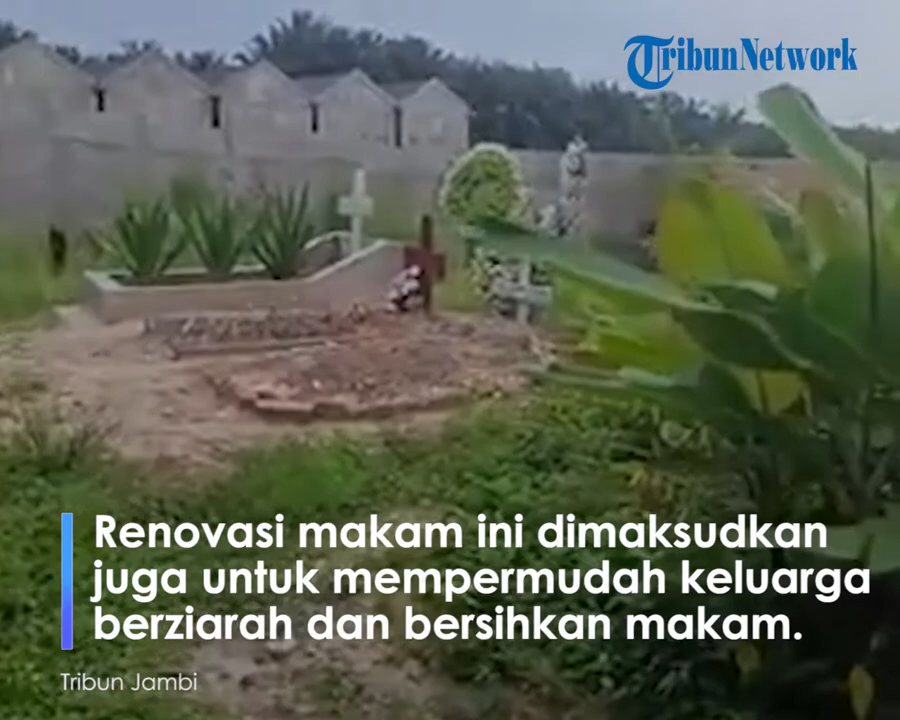 TribunNetwork
Renovasi makam ini dimaksudkan
juga untuk mempermudah keluarga
berziarah dan bersihkan makam.
Tribun Jambi